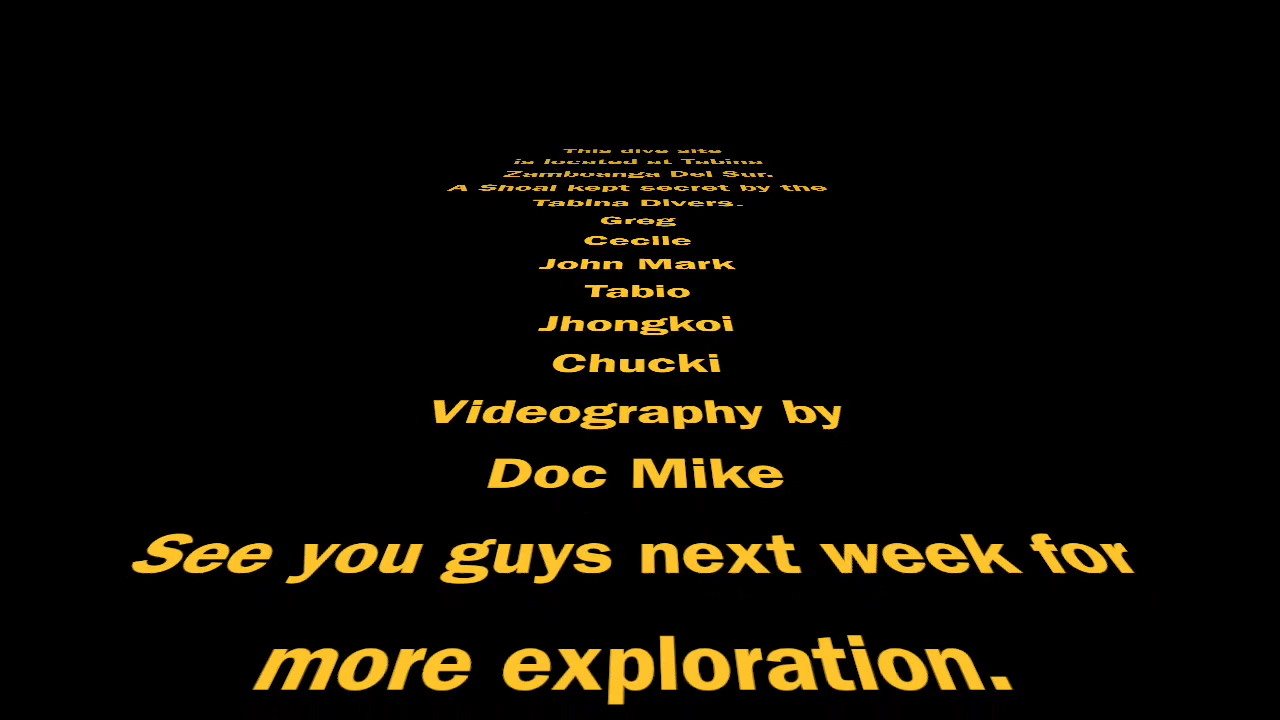 This dive site
is located at Tabina
Zamboanga Del Sur.
A Shoal kept secret by the
Tabina Divers.
Greg
Cecile
John Mark
Tabio
Jhongkoi
Chucki
Videography by
Doc Mike
See you guys next week for
more exploration.